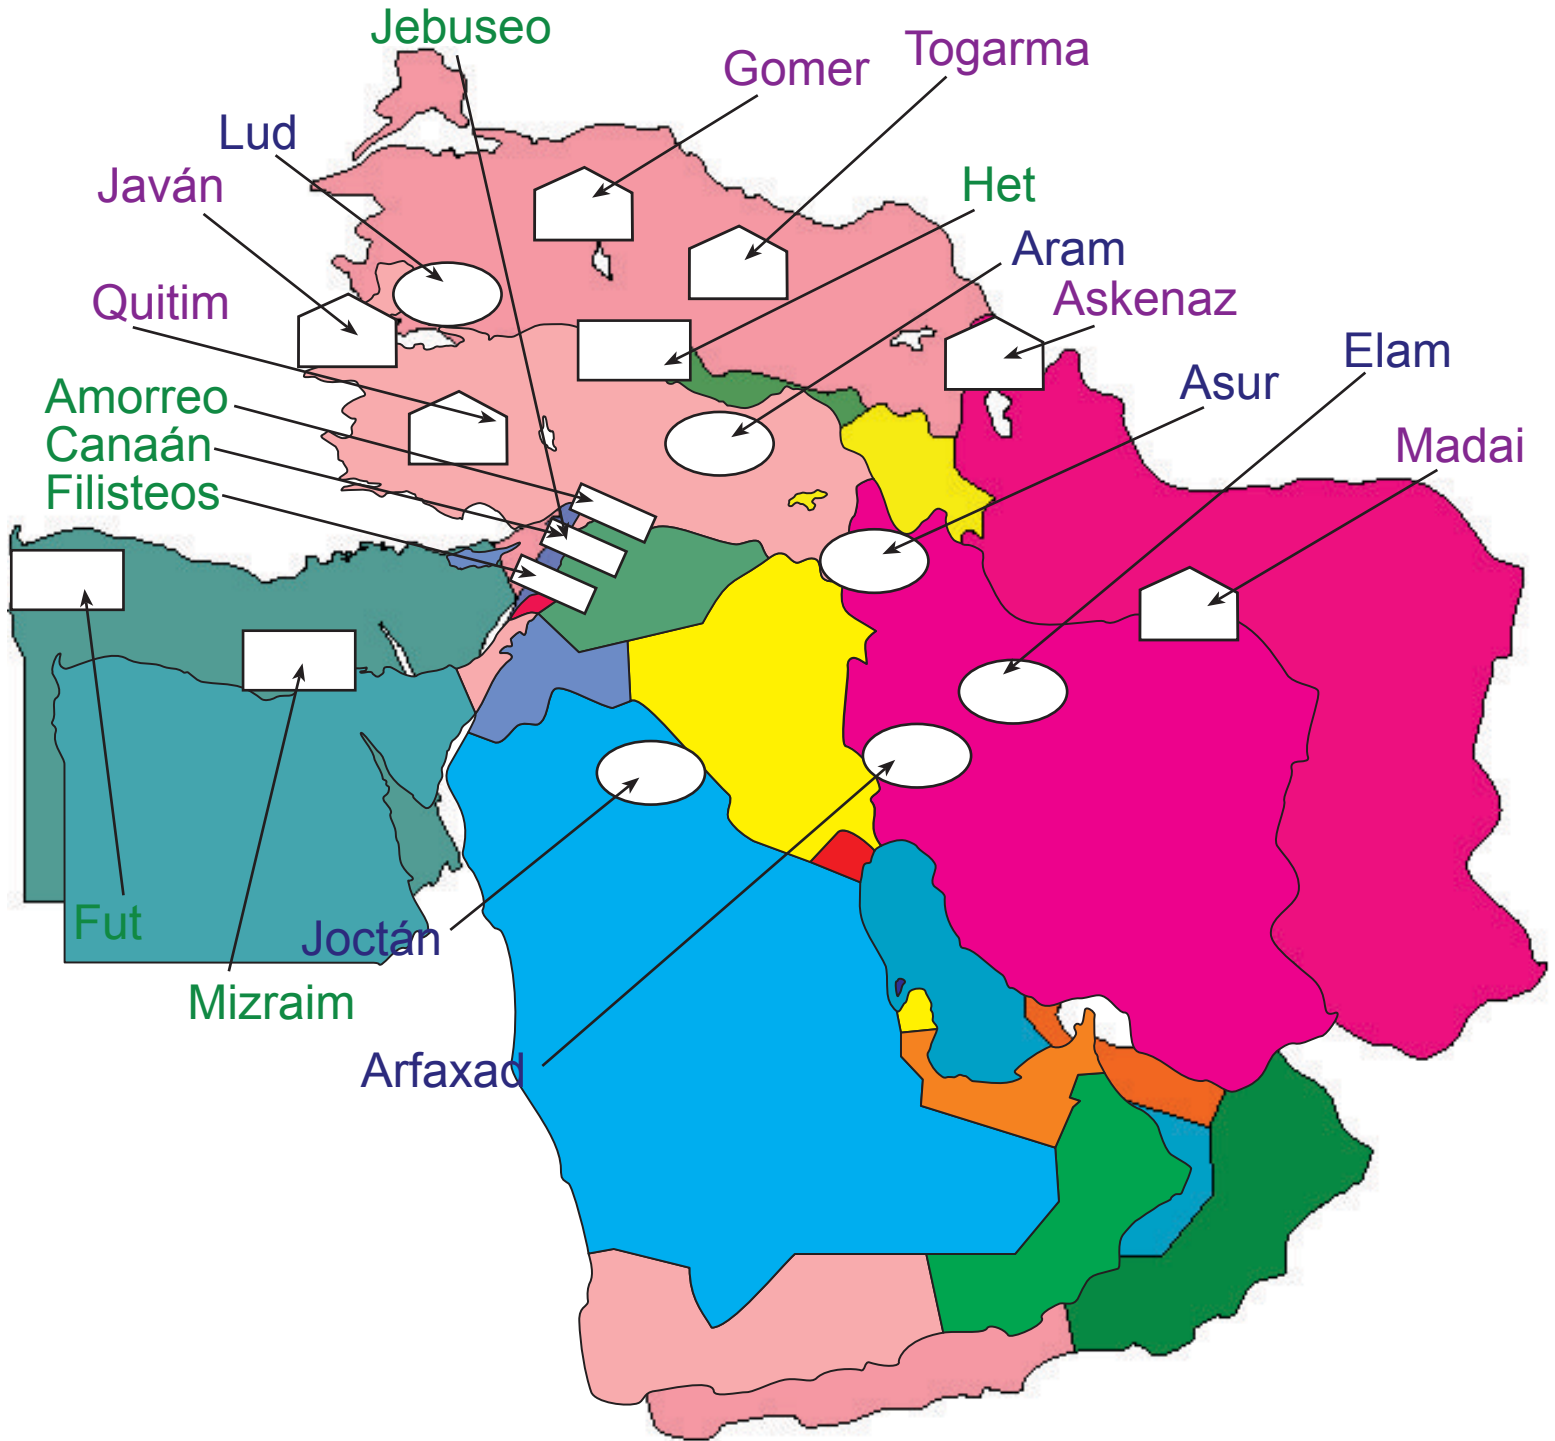 Jebuseo
Togarma
Gomer
Lud
Javán
Het
Aram
Quitim
Askenaz
Elam
Asur
Amorreo
Canaán
Madai
Filisteos
Fut
Joctán
Mizraim
Arfaxad